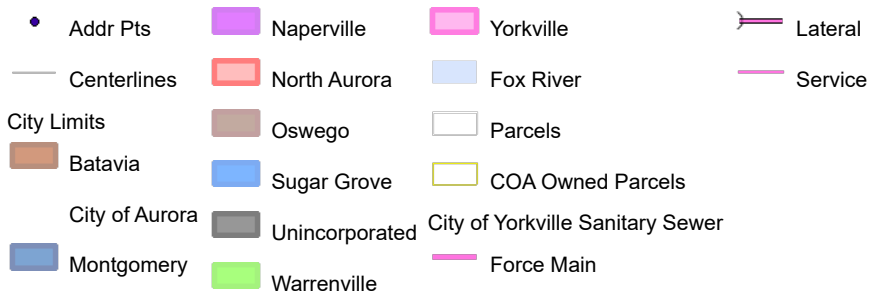 Addr Pts
Centerlines
City Limits
Batavia
City of Aurora
Montgomery
Naperville
North Aurora
Oswego
Sugar Grove
Unincorporated
Warrenville
Yorkville
Fox River
Parcels
COA Owned Parcels
City of Yorkville Sanitary Sewer
Force Main
Lateral
Service